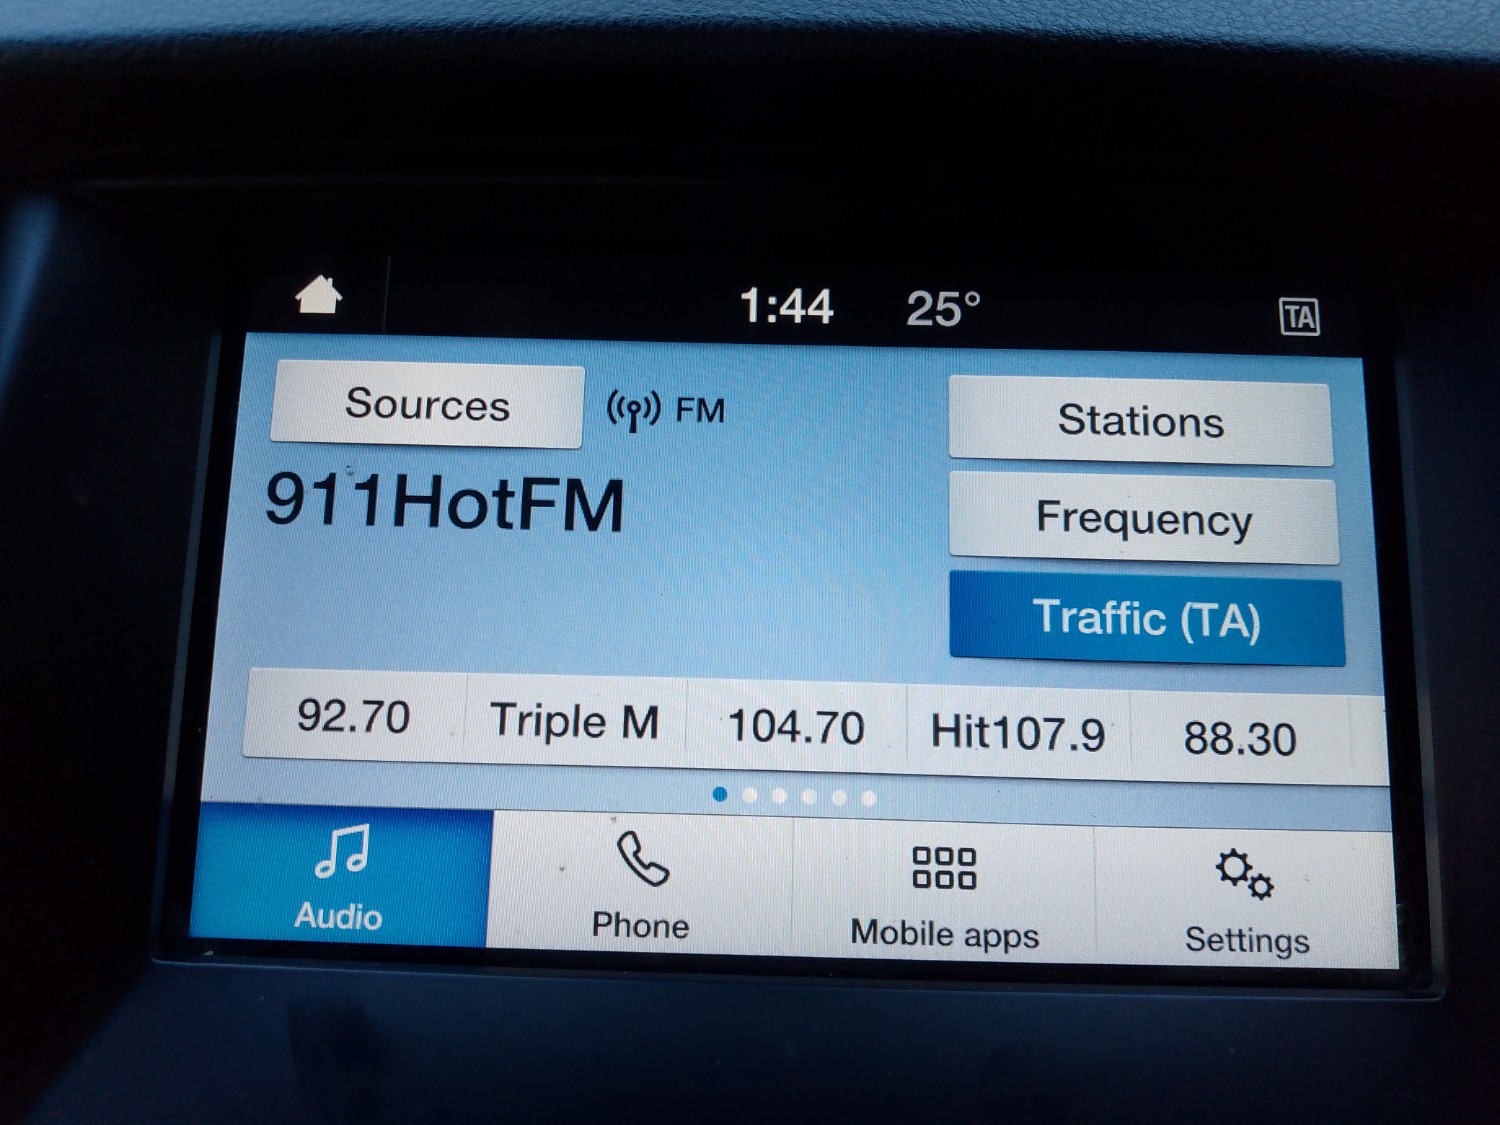 1:44 25° TA
Sources FM Stations
911HotFM
Frequency
Traffic (TA)
92.70 Triple M 104.70 Hit107.9 88.30
Audio Phone Mobile apps Settings